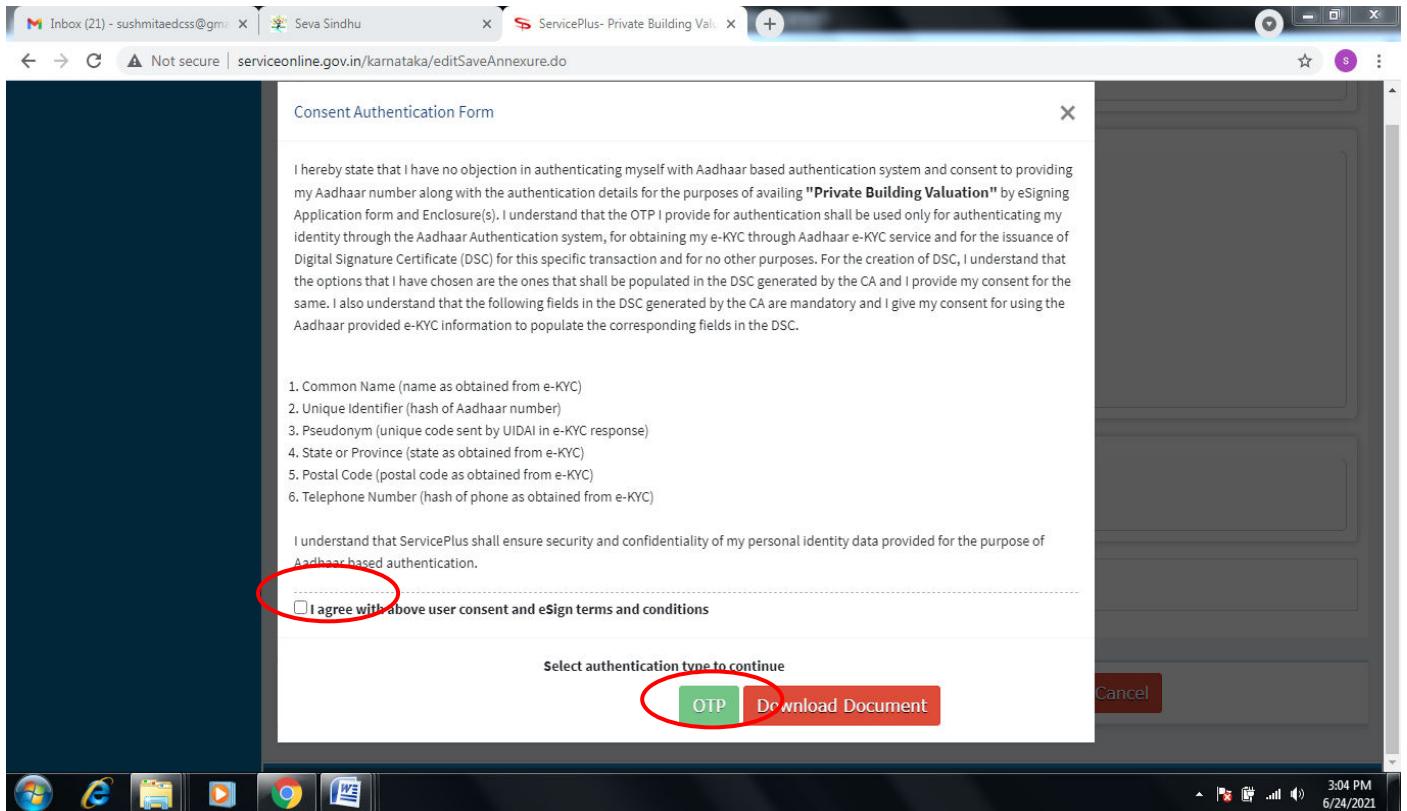 Inbox (21) - sushmitaedcss@gma
Seva Sindhu
ServicePlus- Private Building Valu
Not secure | serviceonline.gov.in/karnataka/editSaveAnnexure.do
s
Consent Authentication Form
I hereby state that I have no objection in authenticating myself with Aadhaar based authentication system and consent to providing
my Aadhaar number along with the authentication details for the purposes of availing "Private Building Valuation" by eSigning
Application form and Enclosure(s). I understand that the OTP I provide for authentication shall be used only for authenticating my
identity through the Aadhaar Authentication system, for obtaining my e-KYC through Aadhaar e-KYC service and for the issuance of
Digital Signature Certificate (DSC) for this specific transaction and for no other purposes. For the creation of DSC, I understand that
the options that I have chosen are the ones that shall be populated in the DSC generated by the CA and I provide my consent for the
same. I also understand that the following fields in the DSC generated by the CA are mandatory and I give my consent for using the
Aadhaar provided e-KYC information to populate the corresponding fields in the DSC.
1. Common Name (name as obtained from e-KYC)
2. Unique Identifier (hash of Aadhaar number)
3. Pseudonym (unique code sent by UIDAI in e-KYC response)
4. State or Province (state as obtained from e-KYC)
5. Postal Code (postal code as obtained from e-KYC)
6. Telephone Number (hash of phone as obtained from e-KYC)
I understand that ServicePlus shall ensure security and confidentiality of my personal identity data provided for the purpose of
Aadhaar based authentication.
I agree with above user consent and eSign terms and conditions
Select authentication type to continue
OTP Download Document
Cancel
3:04 PM
6/24/2021